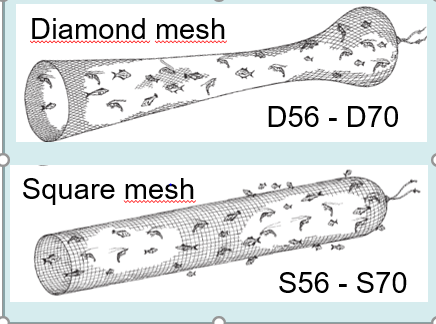 Diamond mesh
D56 - D70
Square mesh
S56 - S70